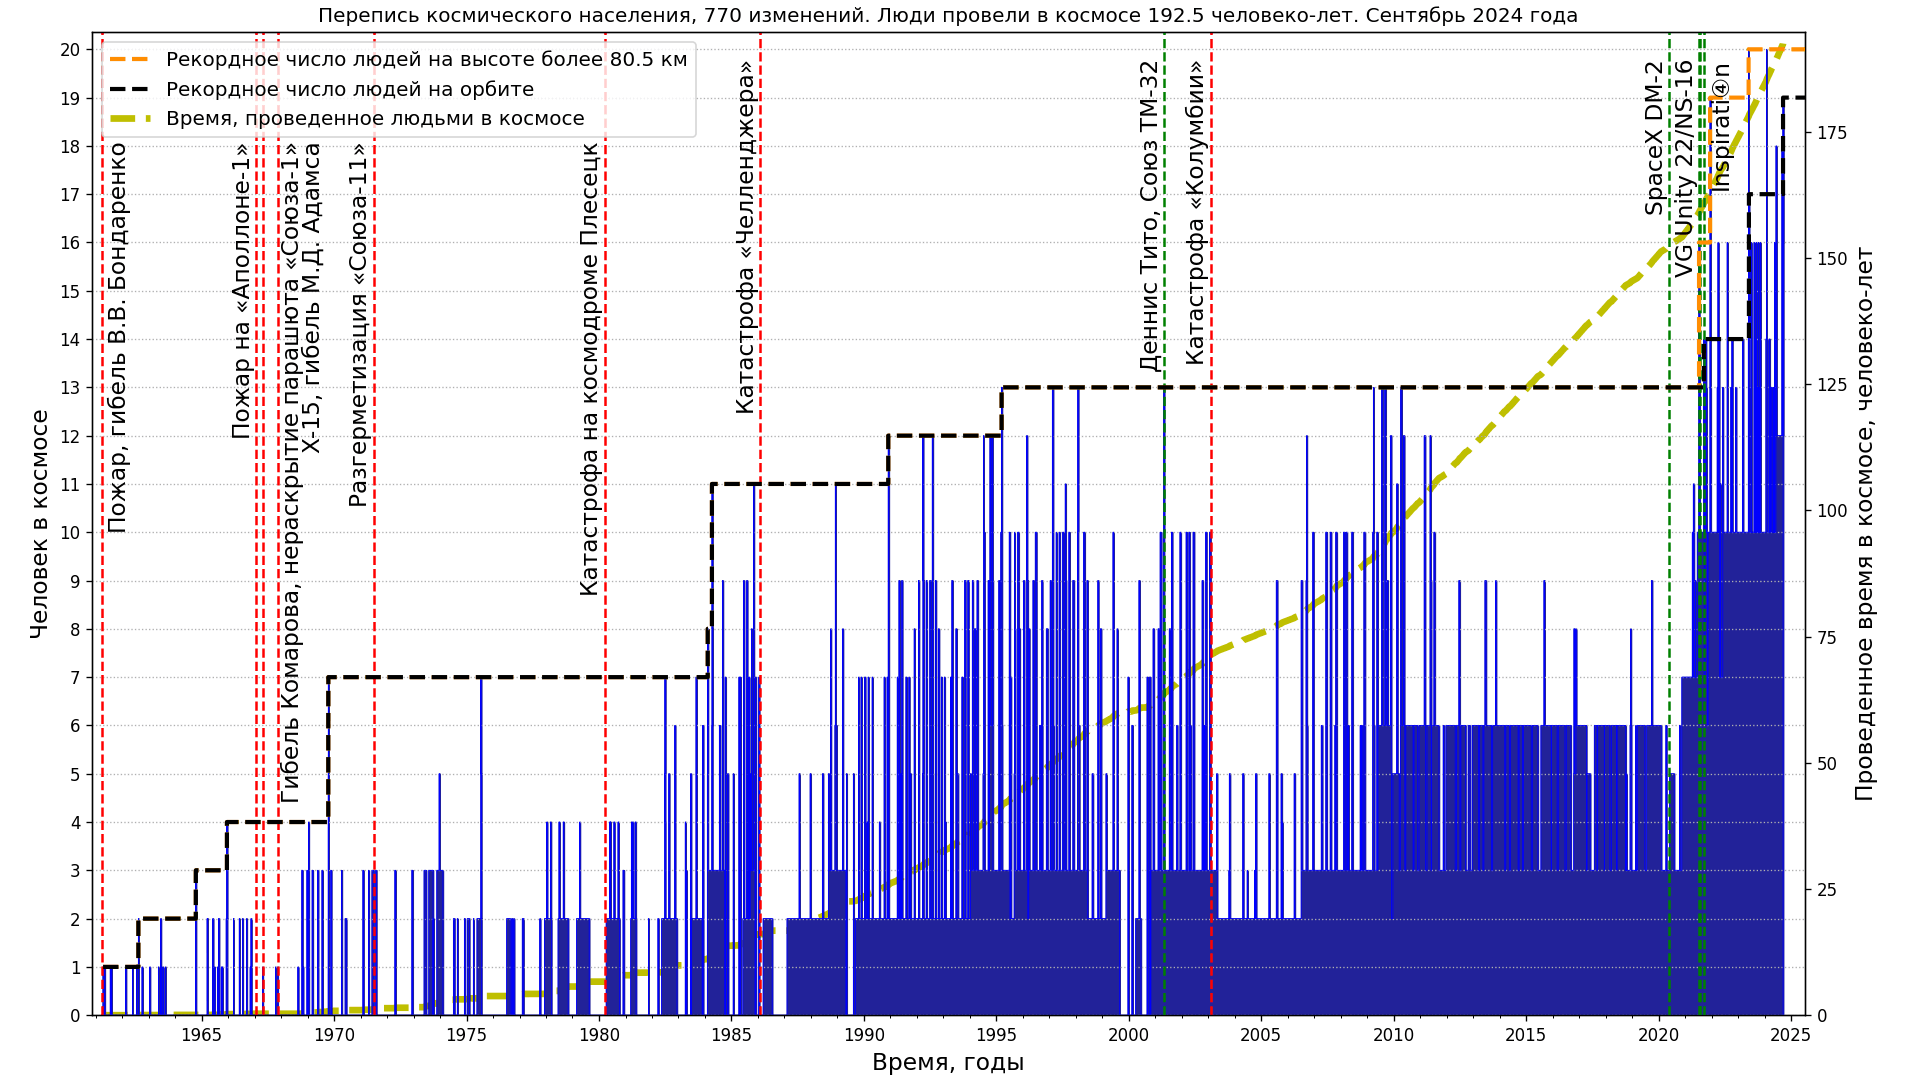 Перепись космического населения, 770 изменений. Люди провели в космосе 192.5 человеко-лет. Сентябрь 2024 года
Рекордное число людей на высоте более 80.5 км
Рекордное число людей на орбите
Время, проведенное людьми в космосе
Пожар, гибель В.В. Бондаренко
Пожар на «Аполлоне-1»
Гибель Комарова, нераскрытие парашюта «Союза-1»
X-15, гибель М.Д. Адамса
Разгерметизация «Союза-11»
Катастрофа на космодроме Плесецк
Катастрофа «Челленджера»
Деннис Тито, Союз ТМ-32
Катастрофа «Колумбии»
SpaceX DM-2
VG Unity 22/NS-16
Inspirati④n
Человек в космосе
20
19
18
17
16
15
14
13
12
11
10
9
8
7
6
5
4
3
2
1
0
175
150
125
100
75
50
25
0
Проведенное время в космосе, человеко-лет
1965 1970 1975 1980 1985 1990 1995 2000 2005 2010 2015 2020 2025
Время, годы